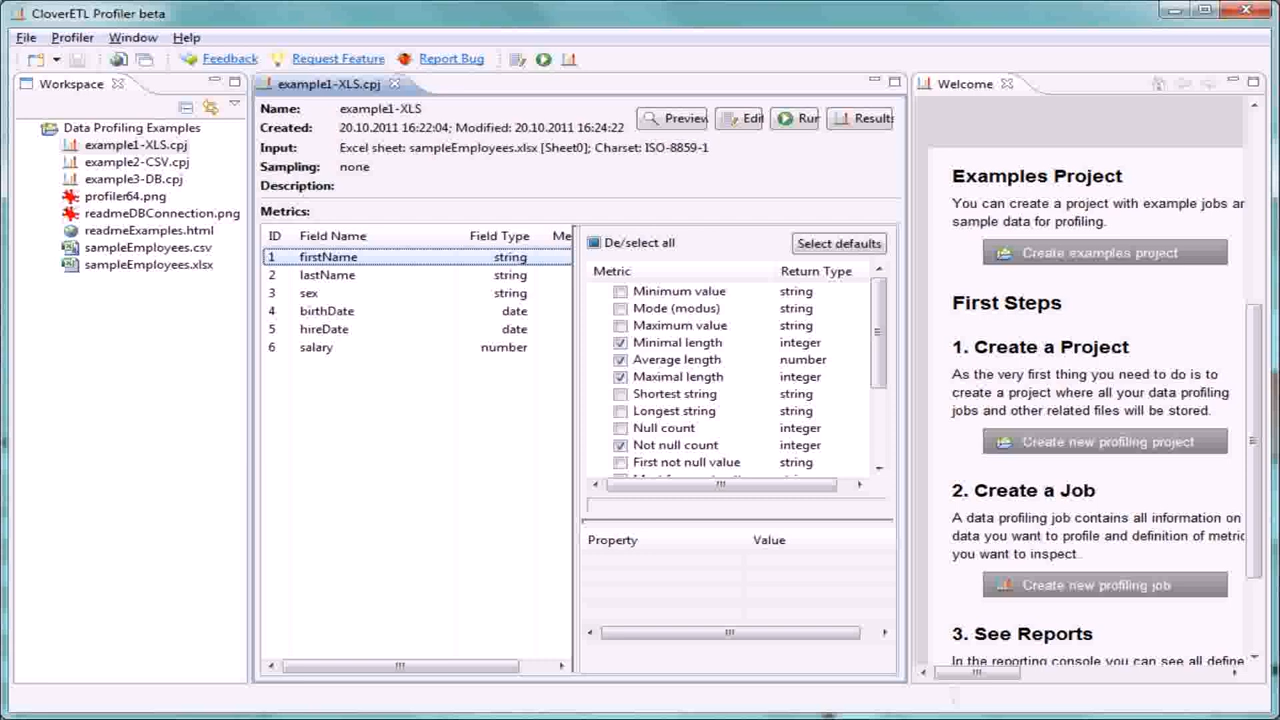 CloverETL Profiler beta
File Profiler Window Help
Feedback Request Feature Report Bug
Workspace
Data Profiling Examples
example1-XLS.cpj
example2-CSV.cpj
example3-DB.cpj
profiler64.png
readmeDBConnection.png
readmeExamples.html
sampleEmployees.csv
sampleEmployees.xlsx
example1-XLS.cpj
Name: example1-XLS
Created: 20.10.2011 16:22:04; Modified: 20.10.2011 16:24:22
Input: Excel sheet: sampleEmployees.xlsx [Sheet0]; Charset: ISO-8859-1
Sampling: none
Description:
Preview Edit Run Results
Metrics:
ID Field Name Field Type Me
1 firstName string
2 lastName string
3 sex string
4 birthDate date
5 hireDate date
6 salary number
De/select all Select defaults
Metric Return Type
Minimum value string
Mode (modus) string
Maximum value string
Minimal length integer
Average length number
Maximal length integer
Shortest string string
Longest string string
Null count integer
Not null count integer
First not null value string
Property Value
Welcome
Examples Project
You can create a project with example jobs ar
sample data for profiling.
Create examples project
First Steps
1. Create a Project
As the very first thing you need to do is to
create a project where all your data profiling
jobs and other related files will be stored.
Create new profiling project
2. Create a Job
A data profiling job contains all information on
data you want to profile and definition of metric
you want to inspect.
Create new profiling job
3. See Reports
In the reporting console you can see all define